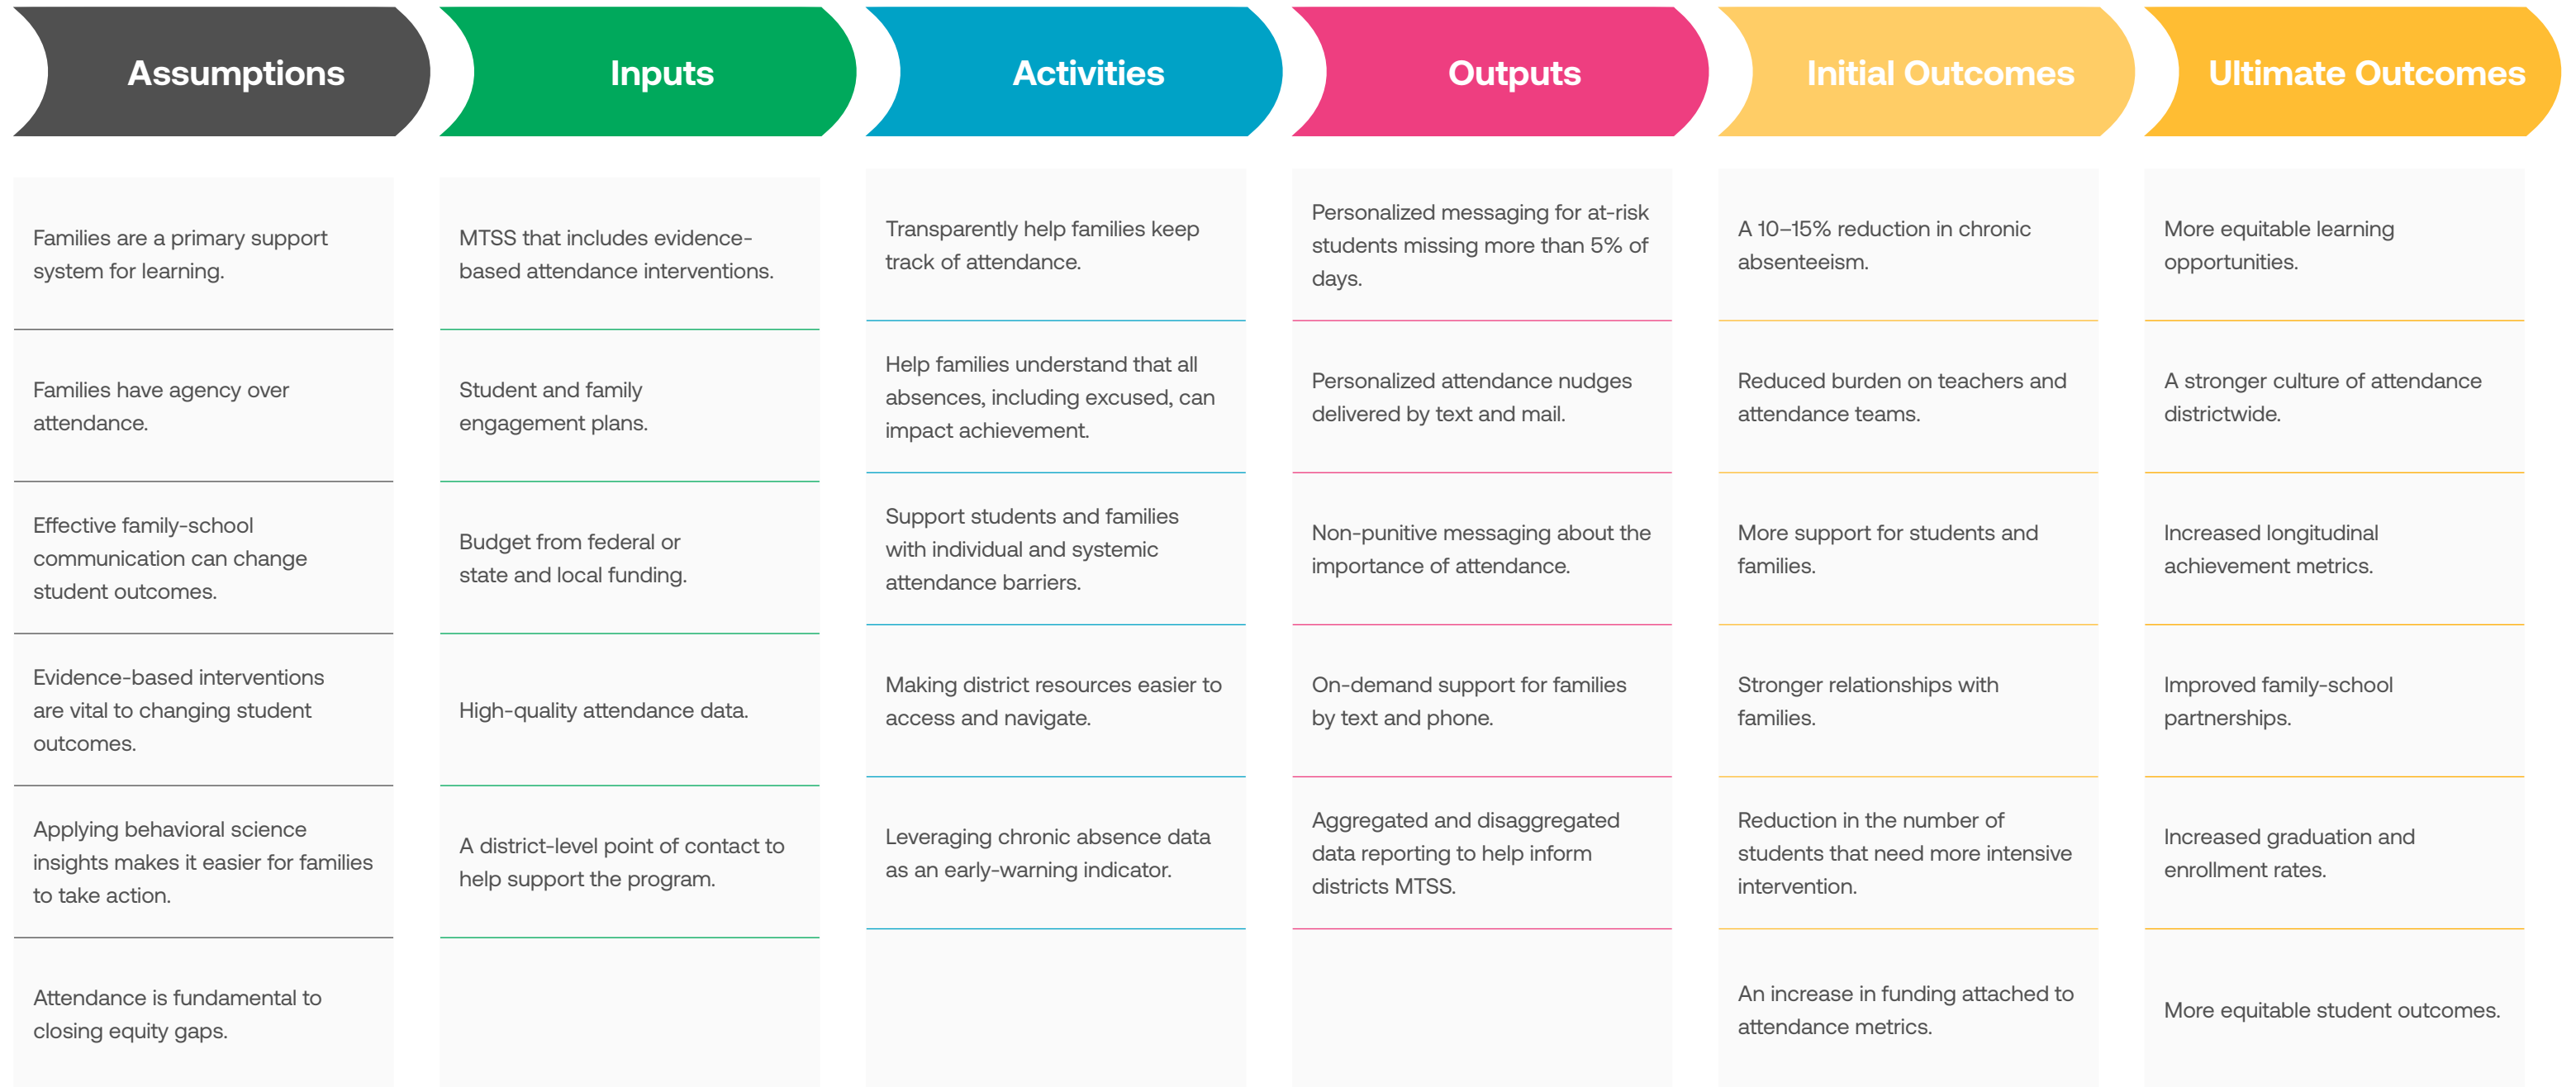 Assumptions
Families are a primary support
system for learning.
Families have agency over
attendance.
Effective family-school
communication can change
student outcomes.
Evidence-based interventions
are vital to changing student
outcomes.
Applying behavioral science
insights makes it easier for families
to take action.
Attendance is fundamental to
closing equity gaps.
Inputs
MTSS that includes evidence-
based attendance interventions.
Student and family
engagement plans.
Budget from federal or
state and local funding.
High-quality attendance data.
A district-level point of contact to
help support the program.
Activities
Transparently help families keep
track of attendance.
Help families understand that all
absences, including excused, can
impact achievement.
Support students and families
with individual and systemic
attendance barriers.
Making district resources easier to
access and navigate.
Leveraging chronic absence data
as an early-warning indicator.
Outputs
Personalized messaging for at-risk
students missing more than 5% of
days.
Personalized attendance nudges
delivered by text and mail.
Non-punitive messaging about the
importance of attendance.
On-demand support for families
by text and phone.
Aggregated and disaggregated
data reporting to help inform
districts MTSS.
Initial Outcomes
A 10–15% reduction in chronic
absenteeism.
Reduced burden on teachers and
attendance teams.
More support for students and
families.
Stronger relationships with
families.
Reduction in the number of
students that need more intensive
intervention.
An increase in funding attached to
attendance metrics.
Ultimate Outcomes
More equitable learning
opportunities.
A stronger culture of attendance
districtwide.
Increased longitudinal
achievement metrics.
Improved family-school
partnerships.
Increased graduation and
enrollment rates.
More equitable student outcomes.